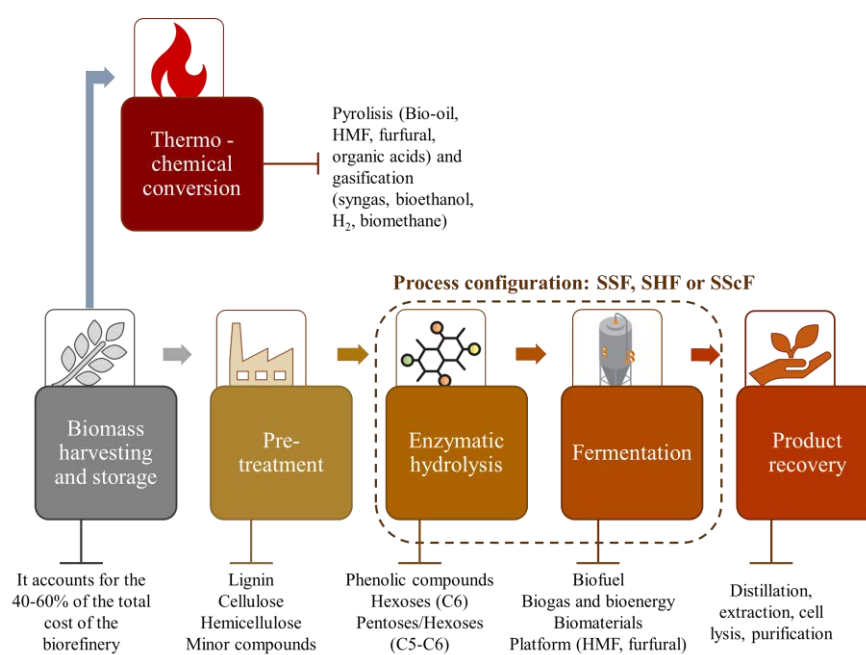 Thermo -
chemical
conversion
Pyrolisis (Bio-oil,
HMF, furfural,
organic acids) and
gasification
(syngas, bioethanol,
H₂, biomethane)
Process configuration: SSF, SHF or SScF
Biomass
harvesting
and storage
Pre-
treatment
Enzymatic
hydrolysis
Fermentation
Product
recovery
It accounts for the
40-60% of the total
cost of the
biorefinery
Lignin
Cellulose
Hemicellulose
Minor compounds
Phenolic compounds
Hexoses (C6)
Pentoses/Hexoses
(C5-C6)
Biofuel
Biogas and bioenergy
Biomaterials
Platform (HMF, furfural)
Distillation,
extraction, cell
lysis, purification